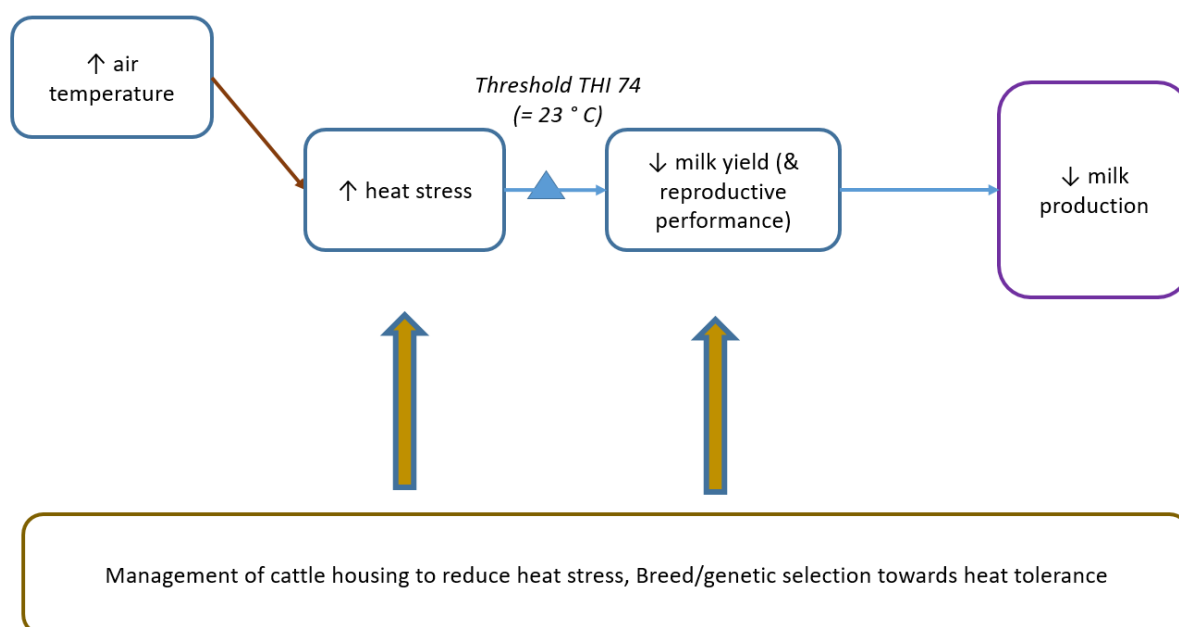 ↑ air
temperature
Threshold THI 74
(= 23 ° C)
↑ heat stress
↓ milk yield (&
reproductive
performance)
↓ milk
production
Management of cattle housing to reduce heat stress, Breed/genetic selection towards heat tolerance